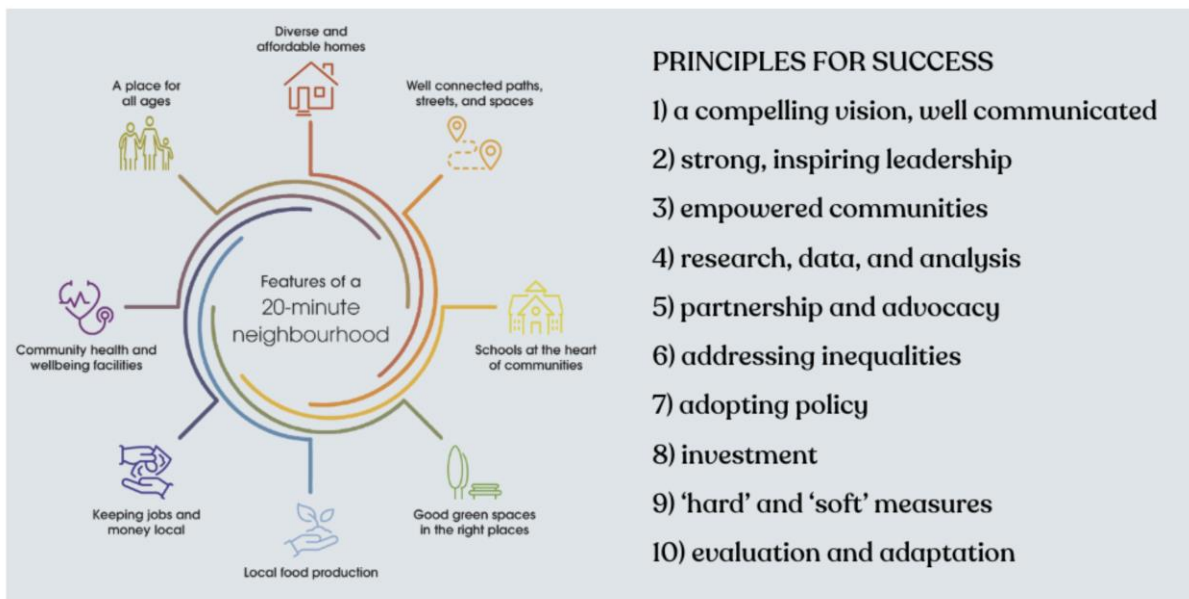 Diverse and
affordable homes
A place for
all ages
Well connected paths,
streets, and spaces
Features of a
20-minute
neighbourhood
Community health and
wellbeing facilities
Schools at the heart
of communities
Keeping jobs and
money local
Good green spaces
in the right places
Local food production
PRINCIPLES FOR SUCCESS
1) a compelling vision, well communicated
2) strong, inspiring leadership
3) empowered communities
4) research, data, and analysis
5) partnership and advocacy
6) addressing inequalities
7) adopting policy
8) investment
9) ‘hard’ and ‘soft’ measures
10) evaluation and adaptation